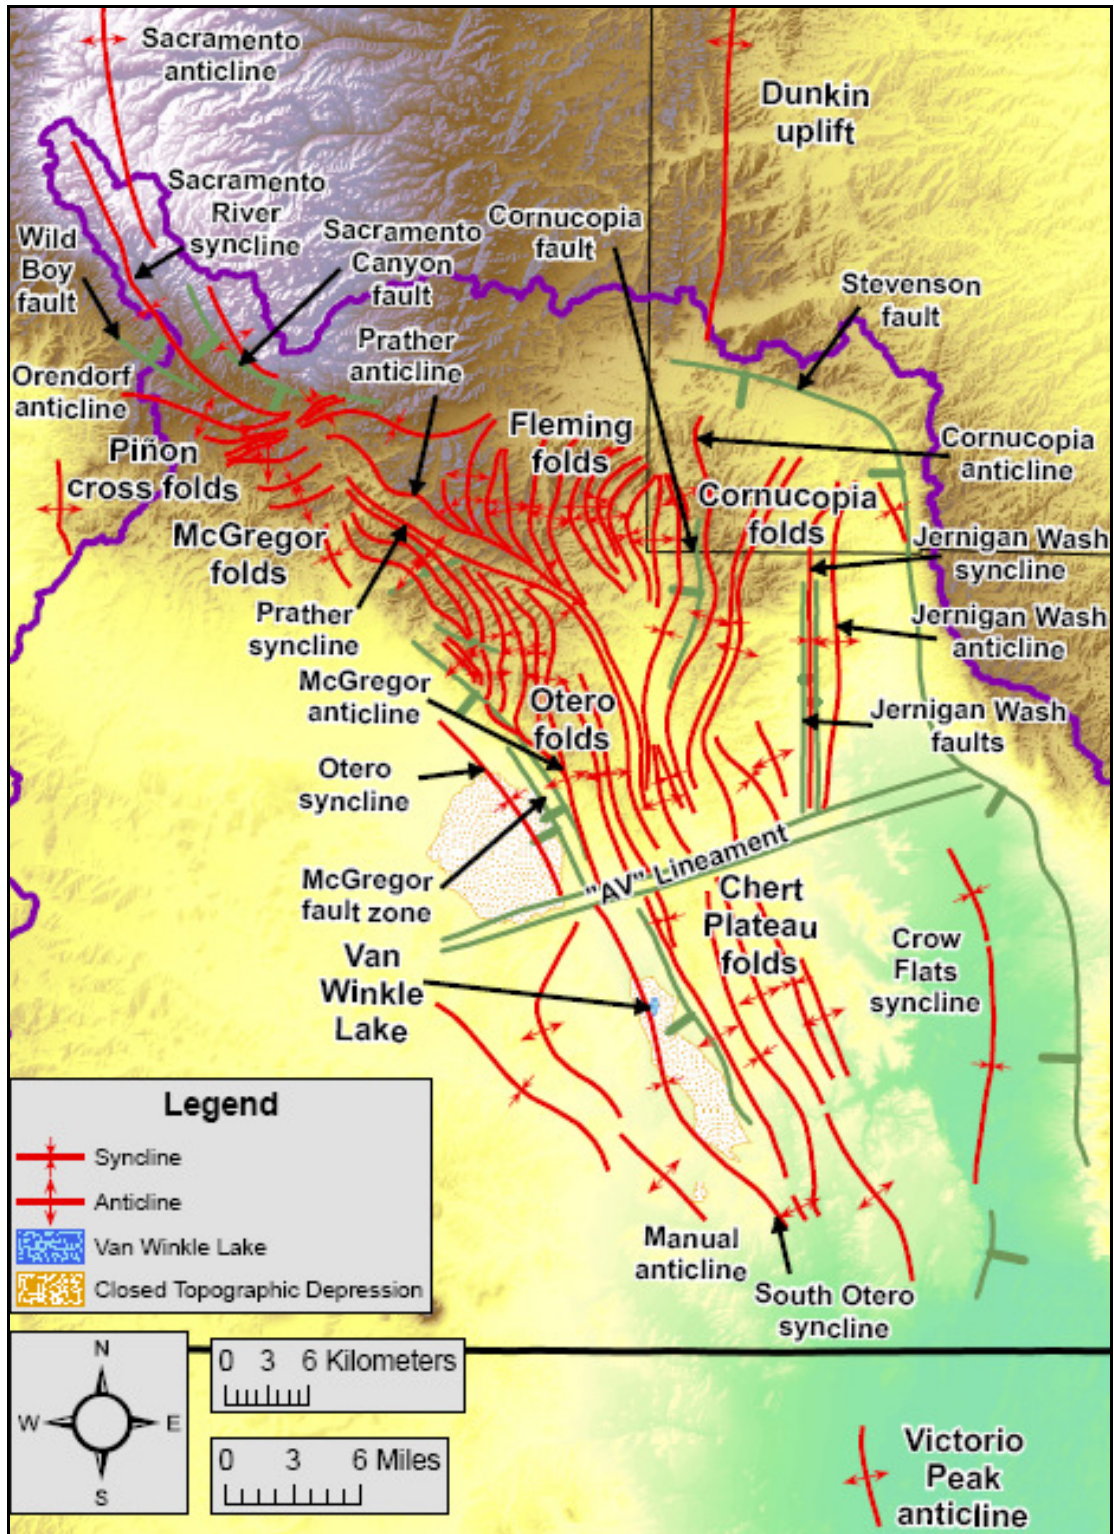 Sacramento
anticline
Dunkin
uplift
Sacramento
River
syncline
Wild
Boy
fault
Sacramento
Canyon
fault
Cornucopia
fault
Stevenson
fault
Prather
anticline
Orendorf
anticline
Fleming
folds
Cornucopia
anticline
Piñon
cross folds
Cornucopia
folds
McGregor
folds
Jernigan Wash
syncline
Prather
syncline
Jernigan Wash
anticline
McGregor
anticline
Otero
folds
Jernigan Wash
faults
Otero
syncline
"AV" Lineament
McGregor
fault zone
Chert
Plateau
folds
Van
Winkle
Lake
Crow
Flats
syncline
Legend
Syncline
Anticline
Van Winkle Lake
Closed Topographic Depression
Manual
anticline
South Otero
syncline
N
W E
S
0 3 6 Kilometers
0 3 6 Miles
Victorio
Peak
anticline